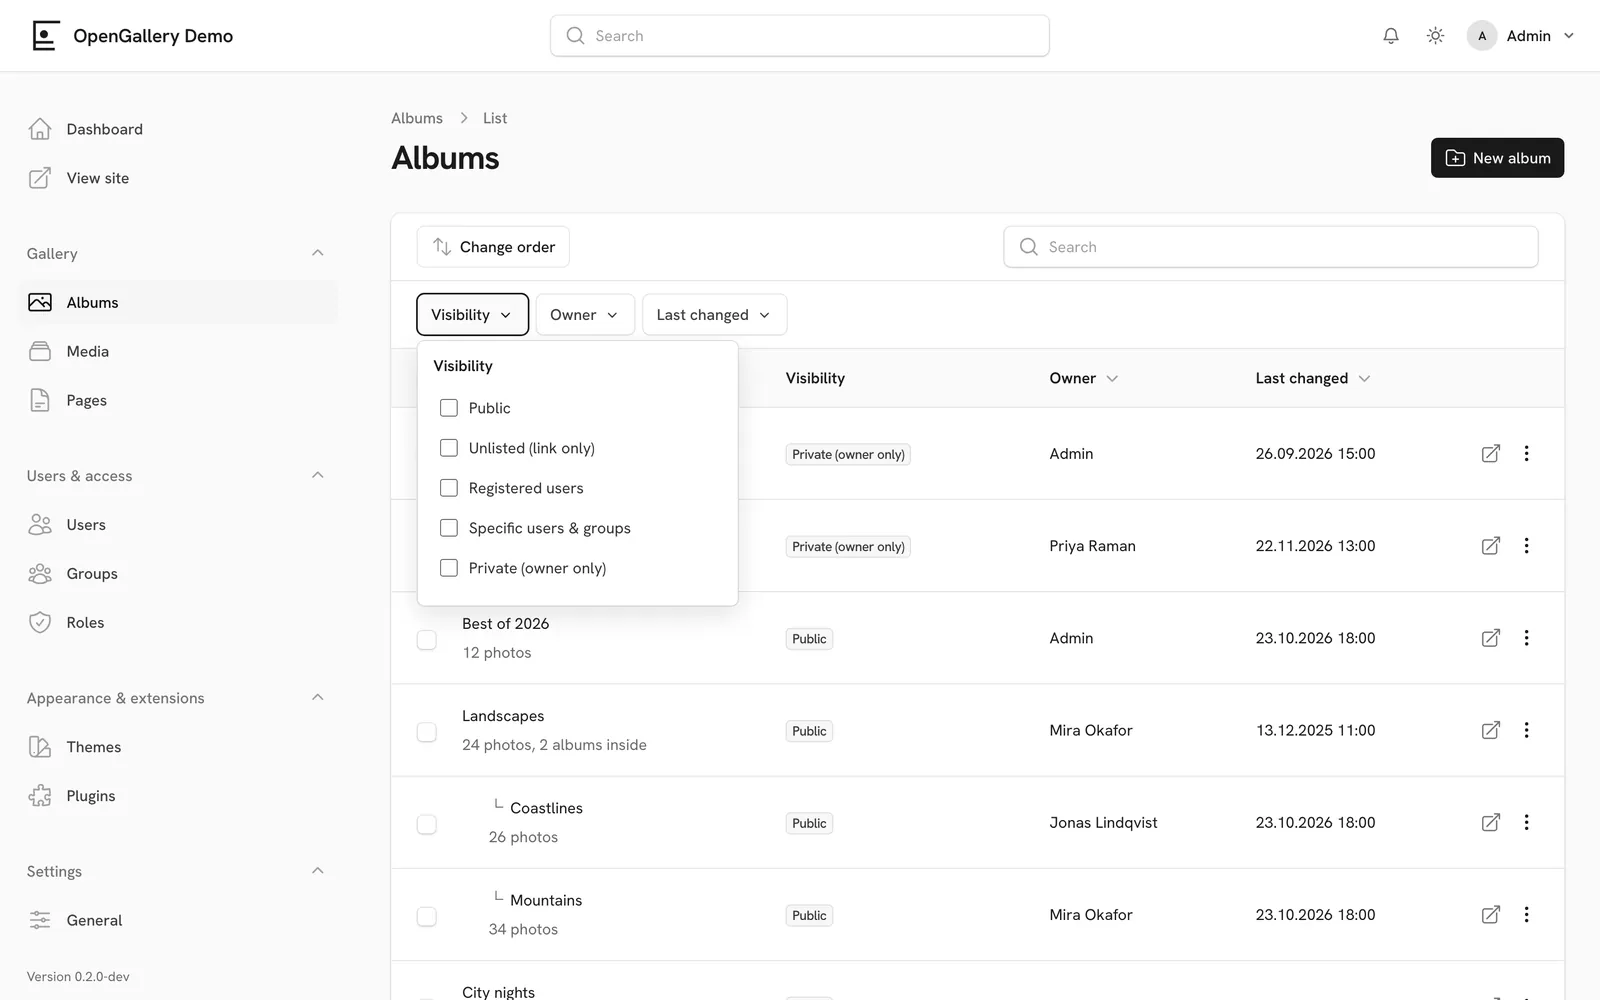 OpenGallery Demo
Search
A
Admin
Dashboard
View site
Gallery
Albums
Media
Pages
Users & access
Users
Groups
Roles
Appearance & extensions
Themes
Plugins
Settings
General
Version 0.2.0-dev
Albums > List
Albums
New album
Change order
Search
Visibility
Owner
Last changed
Visibility
Public
Unlisted (link only)
Registered users
Specific users & groups
Private (owner only)
Visibility
Owner
Last changed
Private (owner only)
Admin
26.09.2026 15:00
Private (owner only)
Priya Raman
22.11.2026 13:00
Best of 2026
12 photos
Public
Admin
23.10.2026 18:00
Landscapes
24 photos, 2 albums inside
Public
Mira Okafor
13.12.2025 11:00
Coastlines
26 photos
Public
Jonas Lindqvist
23.10.2026 18:00
Mountains
34 photos
Public
Mira Okafor
23.10.2026 18:00
City nights